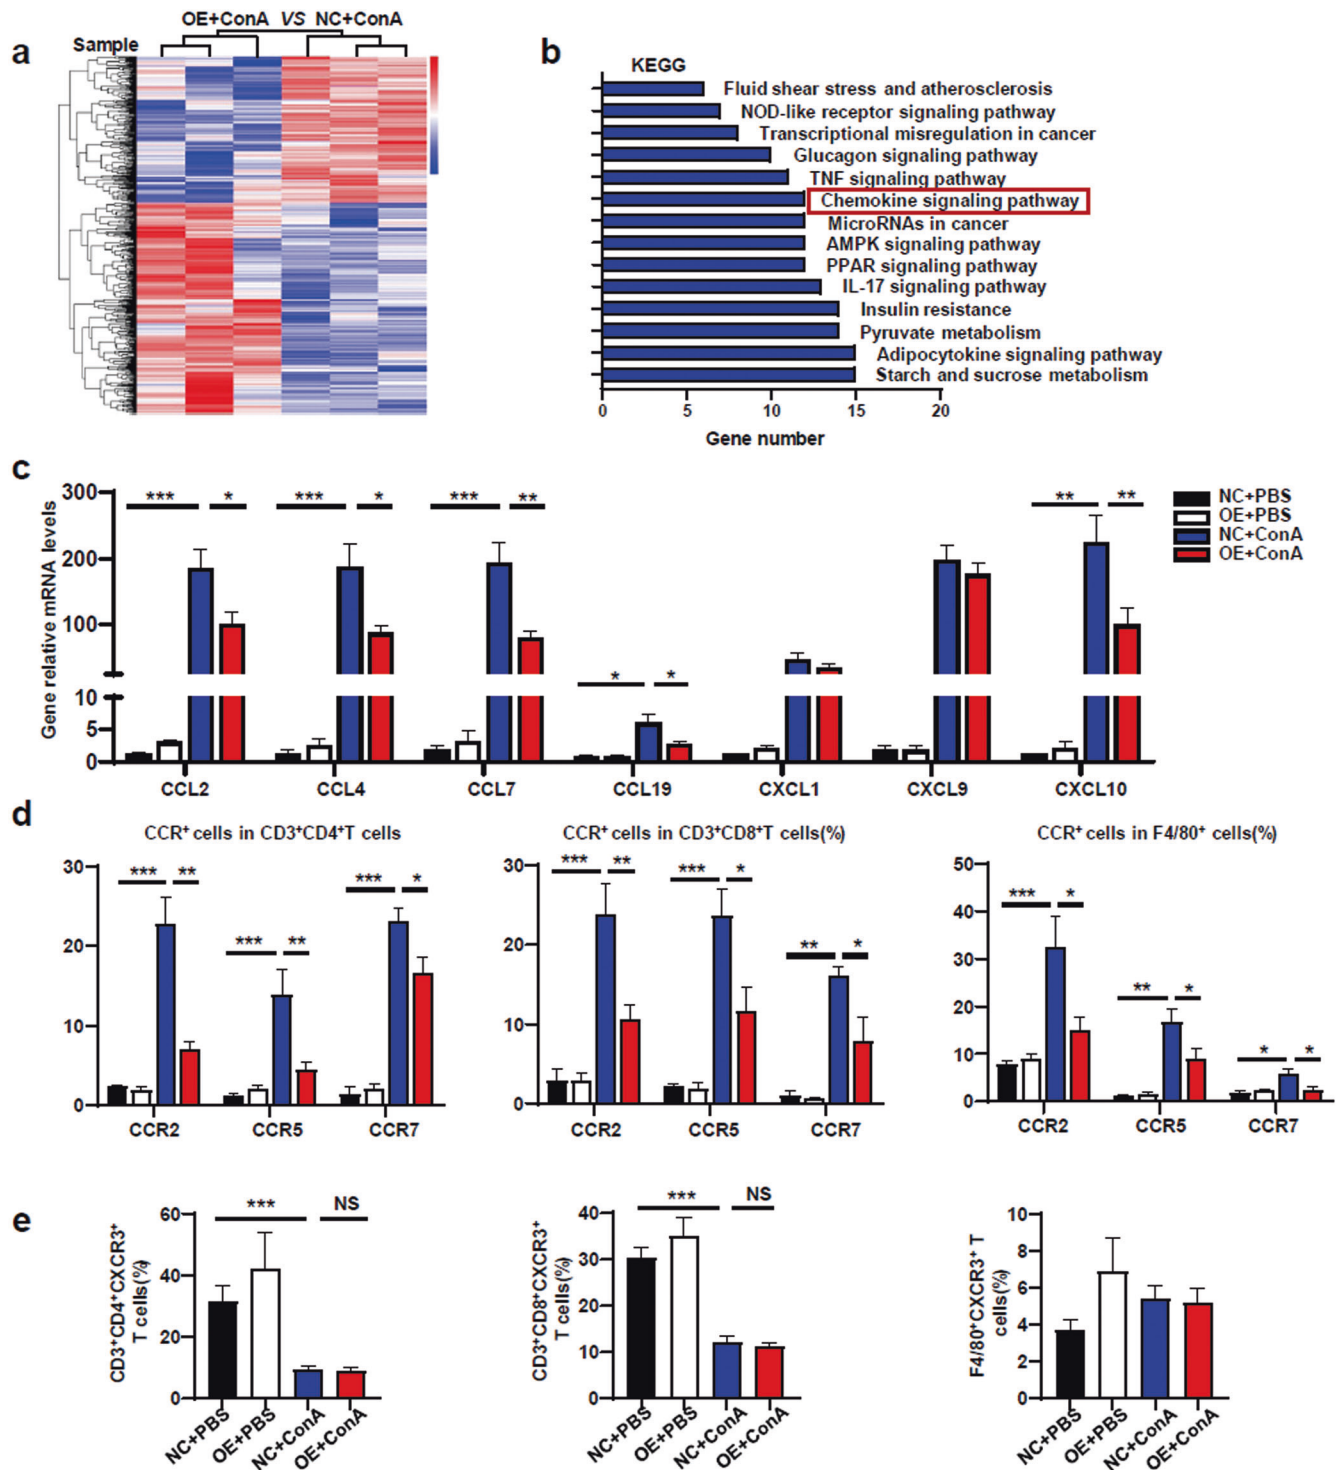 a
OE+ConA VS NC+ConA
Sample
b
KEGG
Fluid shear stress and atherosclerosis
NOD-like receptor signaling pathway
Transcriptional misregulation in cancer
Glucagon signaling pathway
TNF signaling pathway
Chemokine signaling pathway
MicroRNAs in cancer
AMPK signaling pathway
PPAR signaling pathway
IL-17 signaling pathway
Insulin resistance
Pyruvate metabolism
Adipocytokine signaling pathway
Starch and sucrose metabolism
0 5 10 15 20
Gene number
c
Gene relative mRNA levels
300
200
100
10
5
0
*** * *** * *** ** * * ** **
NC+PBS
OE+PBS
NC+ConA
OE+ConA
CCL2 CCL4 CCL7 CCL19 CXCL1 CXCL9 CXCL10
d
CCR⁺ cells in CD3⁺CD4⁺T cells
30
20
10
0
*** ** *** ** *** *
CCR2 CCR5 CCR7
CCR⁺ cells in CD3⁺CD8⁺T cells(%)
30
20
10
0
*** ** *** * ** *
CCR2 CCR5 CCR7
CCR⁺ cells in F4/80⁺ cells(%)
50
40
30
20
10
0
*** * ** * * *
CCR2 CCR5 CCR7
e
CD3⁺CD4⁺CXCR3⁺
T cells(%)
60
40
20
0
*** NS
NC+PBS OE+PBS NC+ConA OE+ConA
CD3⁺CD8⁺CXCR3⁺
T cells(%)
40
30
20
10
0
*** NS
NC+PBS OE+PBS NC+ConA OE+ConA
F4/80⁺CXCR3⁺ T
cells(%)
10
8
6
4
2
0
NC+PBS OE+PBS NC+ConA OE+ConA